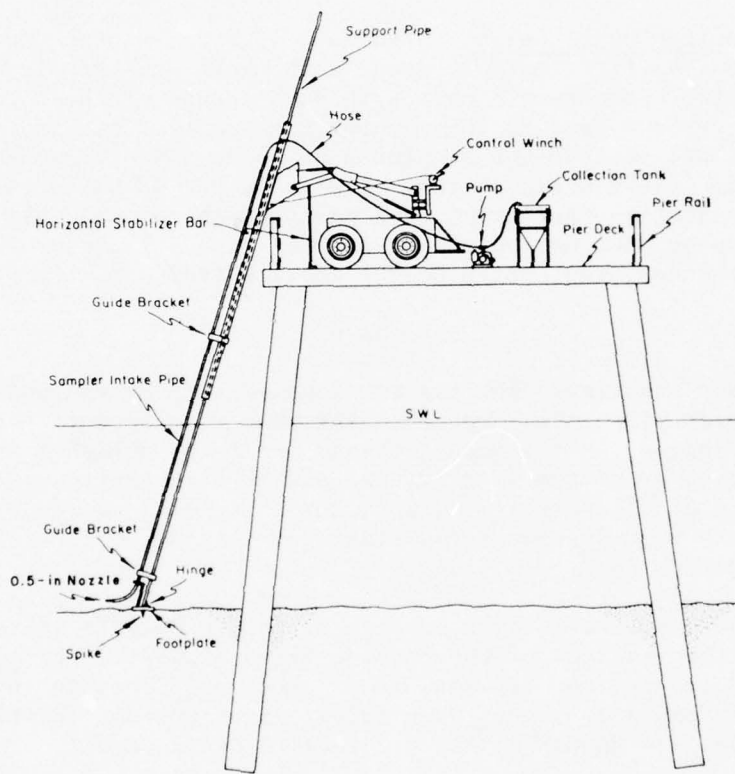 Support Pipe
Hose
Control Winch
Pump
Collection Tank
Pier Rail
Horizontal Stabilizer Bar
Pier Deck
Guide Bracket
Sampler Intake Pipe
SWL
Guide Bracket
0.5-in Nozzle
Hinge
Spike
Footplate